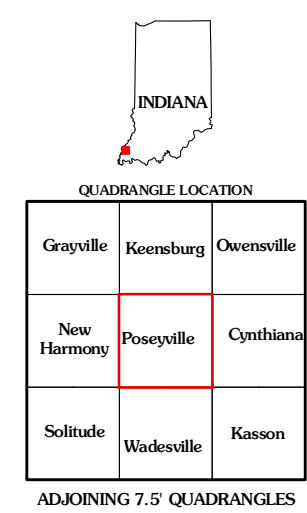 INDIANA
QUADRANGLE LOCATION
Grayville Keensburg Owensville
New Harmony Poseyville Cynthiana
Solitude Wadesville Kasson
ADJOINING 7.5' QUADRANGLES